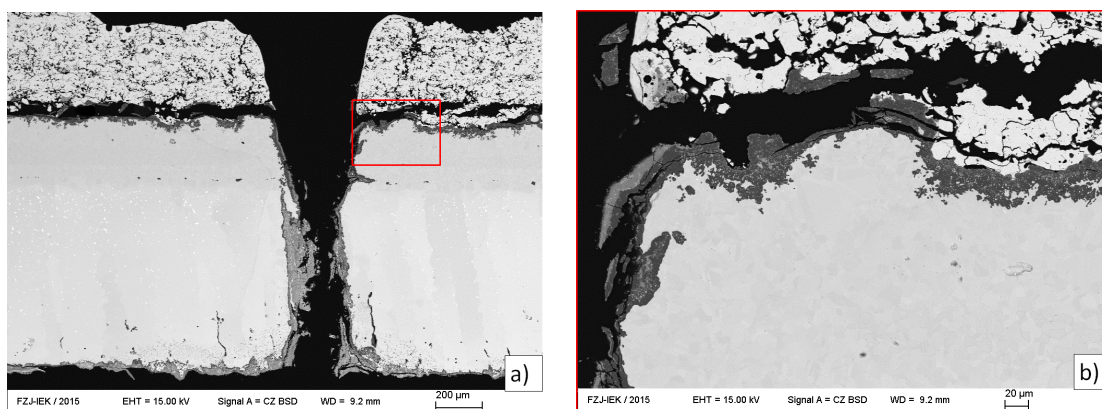 a)
200 µm
FZJ-IEK / 2015 EHT = 15.00 kV Signal A = CZ BSD WD = 9.2 mm
b)
20 µm
FZJ-IEK / 2015 EHT = 15.00 kV Signal A = CZ BSD WD = 9.2 mm